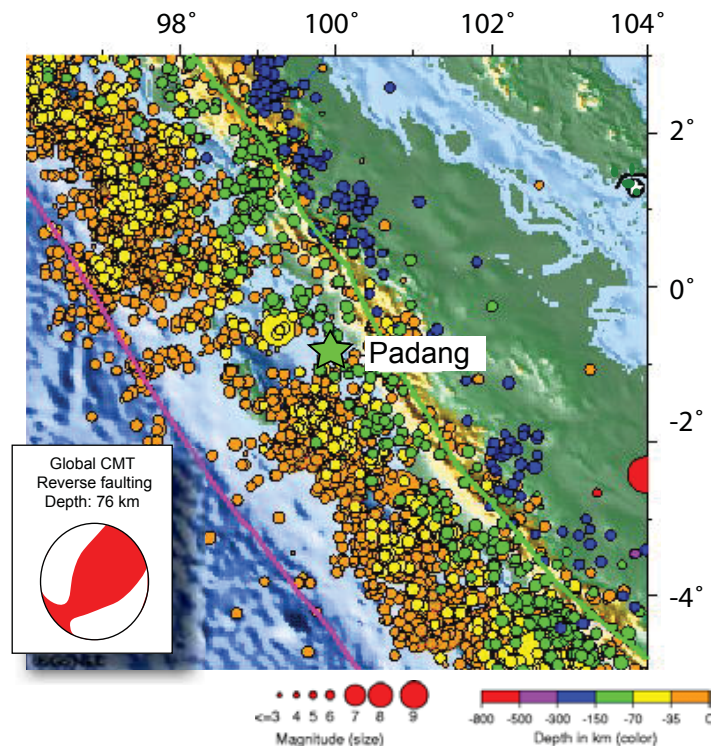 98˚ 100˚ 102˚ 104˚
2˚
0˚
Padang
-2˚
Global CMT
Reverse faulting
Depth: 76 km
-4˚
<=3 4 5 6 7 8 9
Magnitude (size)
-800 -500 -300 -150 -70 -35 0
Depth in km (color)